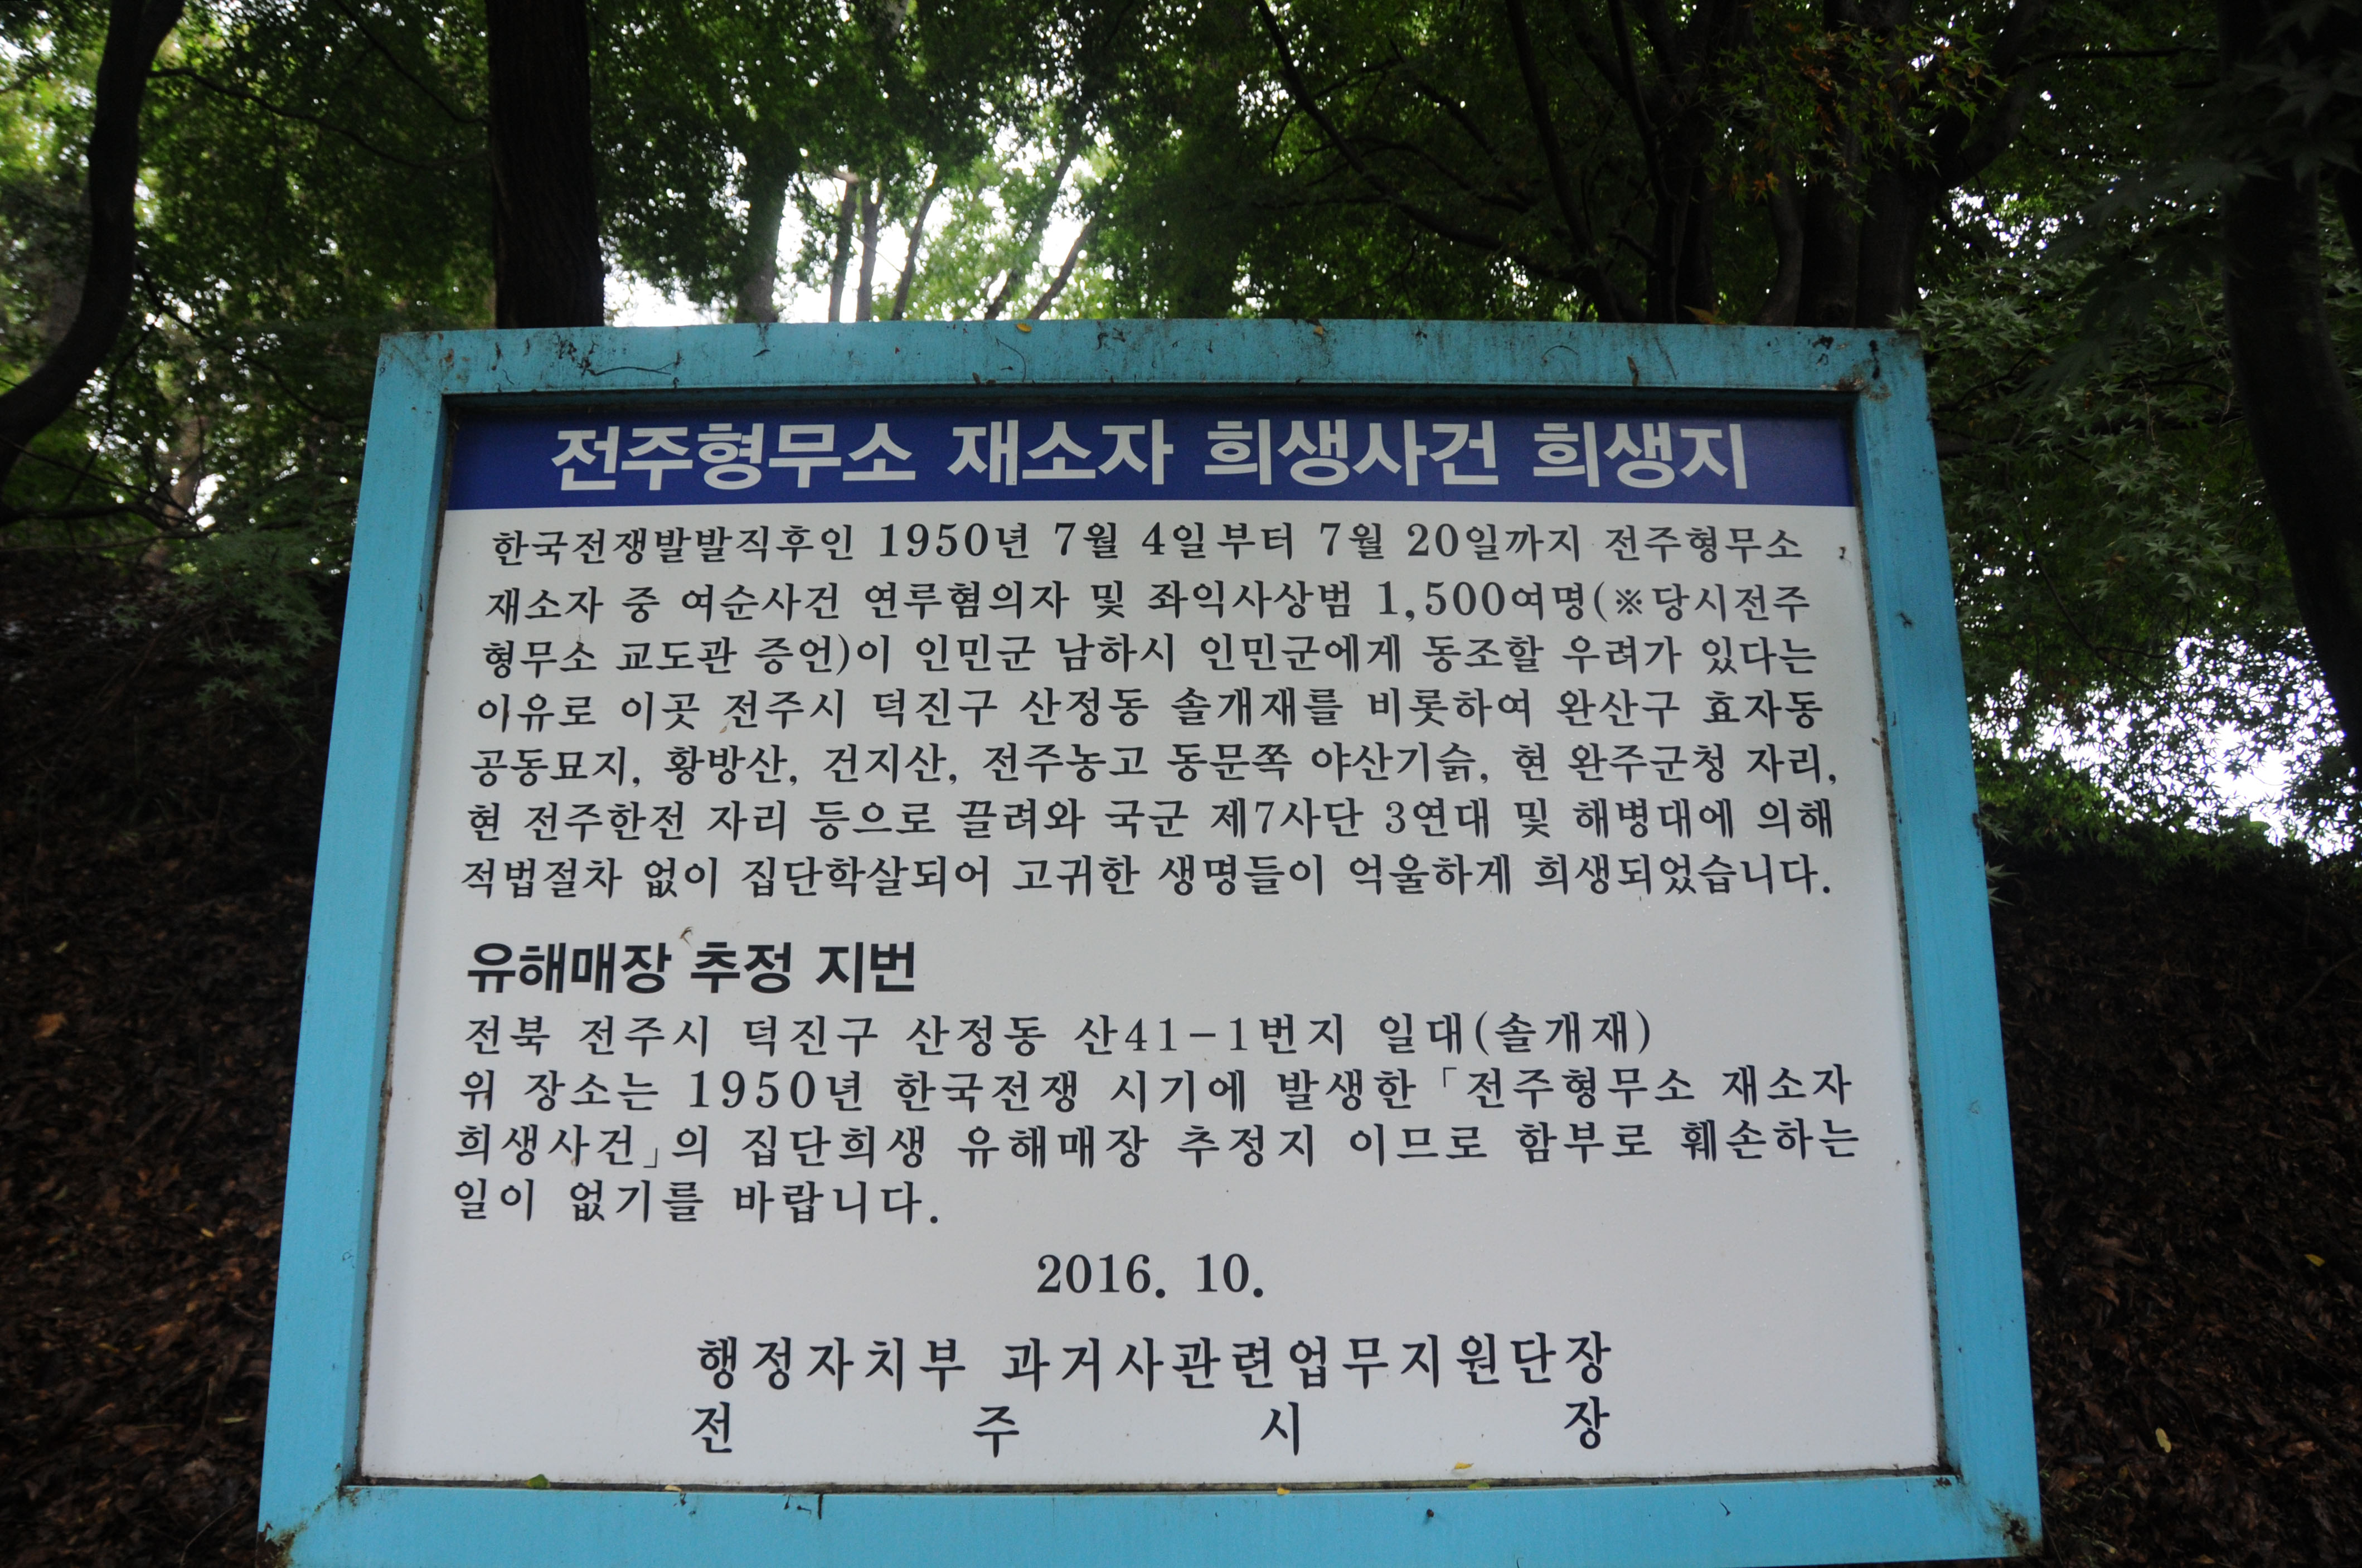 전주형무소 재소자 희생사건 희생지
한국전쟁발발직후인 1950년 7월 4일부터 7월 20일까지 전주형무소
재소자 중 여순사건 연루혐의자 및 좌익사상범 1,500여명(※당시전주
형무소 교도관 증언)이 인민군 남하시 인민군에게 동조할 우려가 있다는
이유로 이곳 전주시 덕진구 산정동 솔개재를 비롯하여 완산구 효자동
공동묘지, 황방산, 건지산, 전주농고 동문쪽 야산기슭, 현 완주군청 자리,
현 전주한전 자리 등으로 끌려와 국군 제7사단 3연대 및 해병대에 의해
적법절차 없이 집단학살되어 고귀한 생명들이 억울하게 희생되었습니다.
유해매장 추정 지번
전북 전주시 덕진구 산정동 산41-1번지 일대(솔개재)
위 장소는 1950년 한국전쟁 시기에 발생한 「전주형무소 재소자
희생사건」의 집단희생 유해매장 추정지 이므로 함부로 훼손하는
일이 없기를 바랍니다.
2016. 10.
행정자치부 과거사관련업무지원단장
전 주 시 장